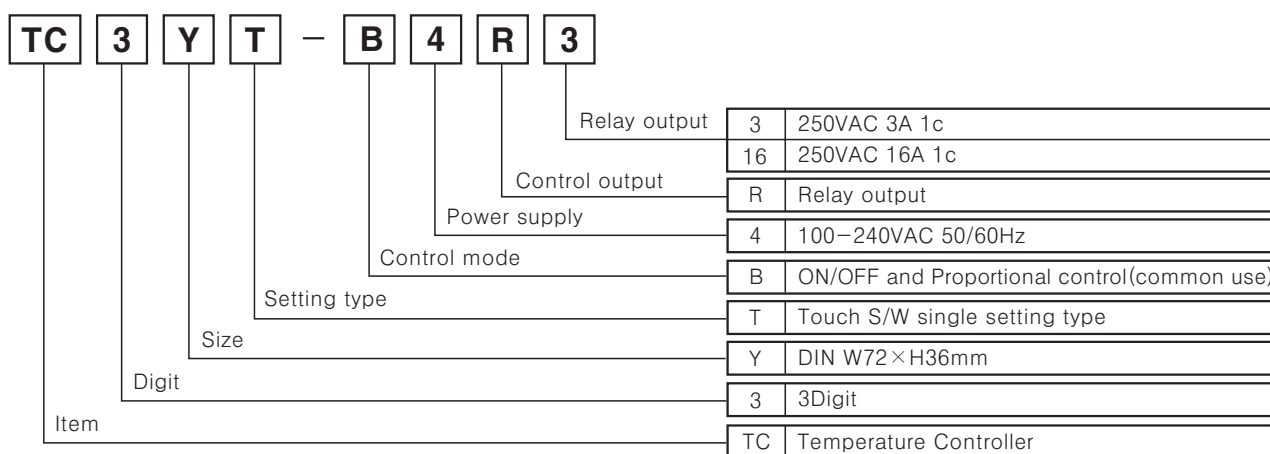 TC 3 Y T - B 4 R 3
Relay output 3 250VAC 3A 1c
16 250VAC 16A 1c
Control output R Relay output
Power supply 4 100-240VAC 50/60Hz
Control mode B ON/OFF and Proportional control(common use)
Setting type T Touch S/W single setting type
Size Y DIN W72×H36mm
Digit 3 3Digit
Item TC Temperature Controller